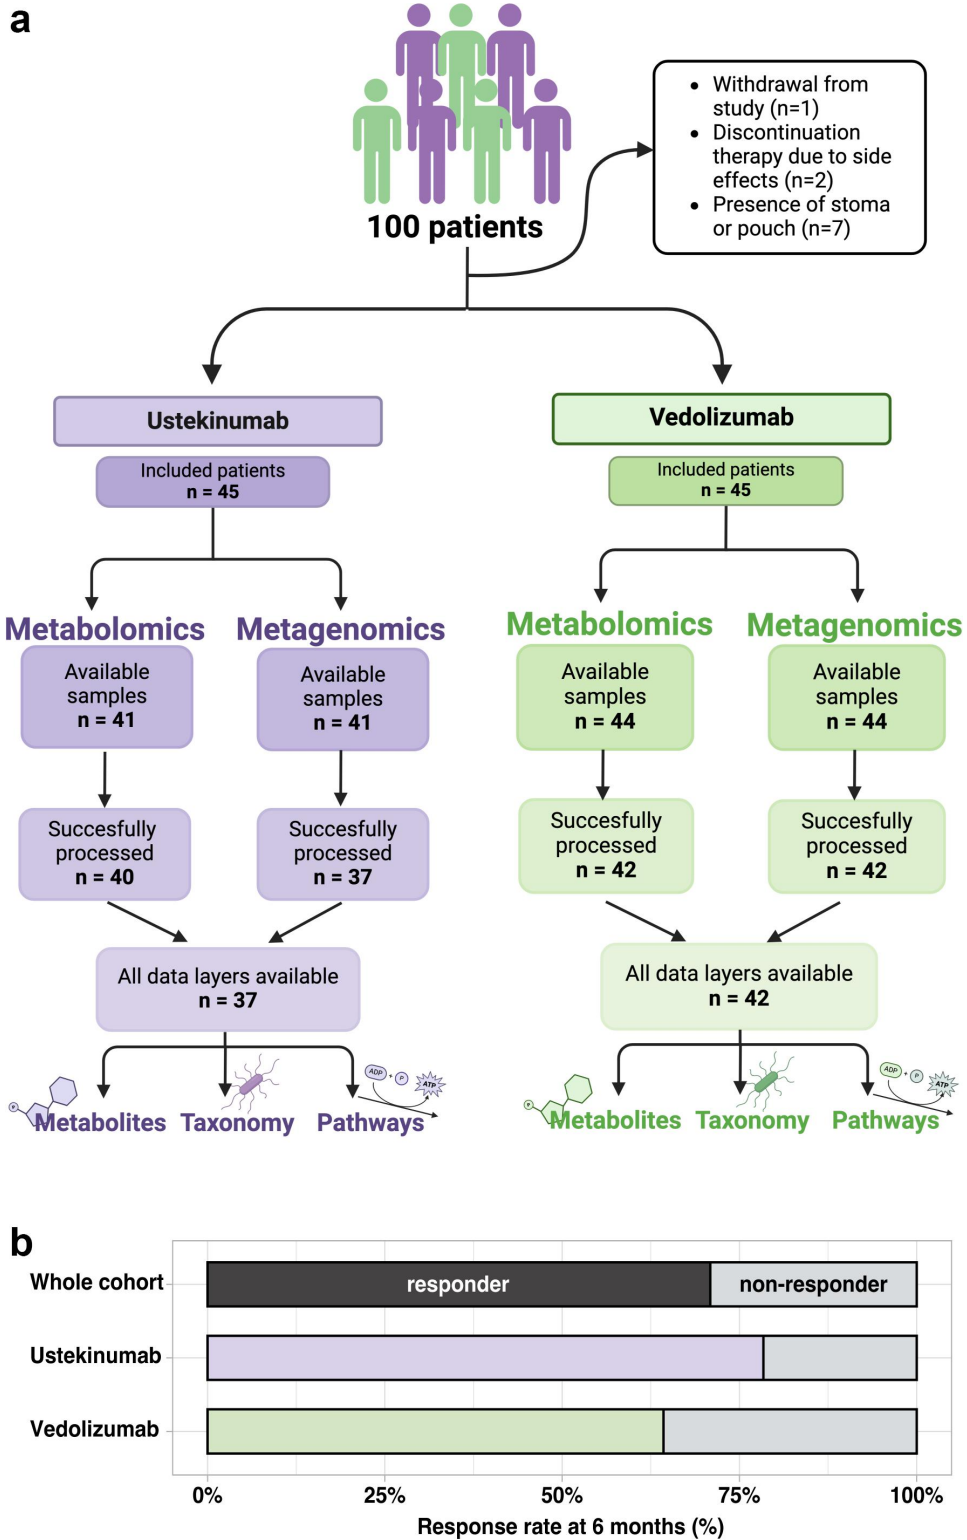 a
100 patients
• Withdrawal from
study (n=1)
• Discontinuation
therapy due to side
effects (n=2)
• Presence of stoma
or pouch (n=7)
Ustekinumab
Included patients
n = 45
Vedolizumab
Included patients
n = 45
Metabolomics
Available
samples
n = 41
Succesfully
processed
n = 40
Metagenomics
Available
samples
n = 41
Succesfully
processed
n = 37
All data layers available
n = 37
Metabolites
Taxonomy
ADP + P
ATP
Pathways
Metabolomics
Available
samples
n = 44
Succesfully
processed
n = 42
Metagenomics
Available
samples
n = 44
Succesfully
processed
n = 42
All data layers available
n = 42
Metabolites
Taxonomy
ADP + P
ATP
Pathways
b
Whole cohort
responder
non-responder
Ustekinumab
Vedolizumab
0% 25% 50% 75% 100%
Response rate at 6 months (%)